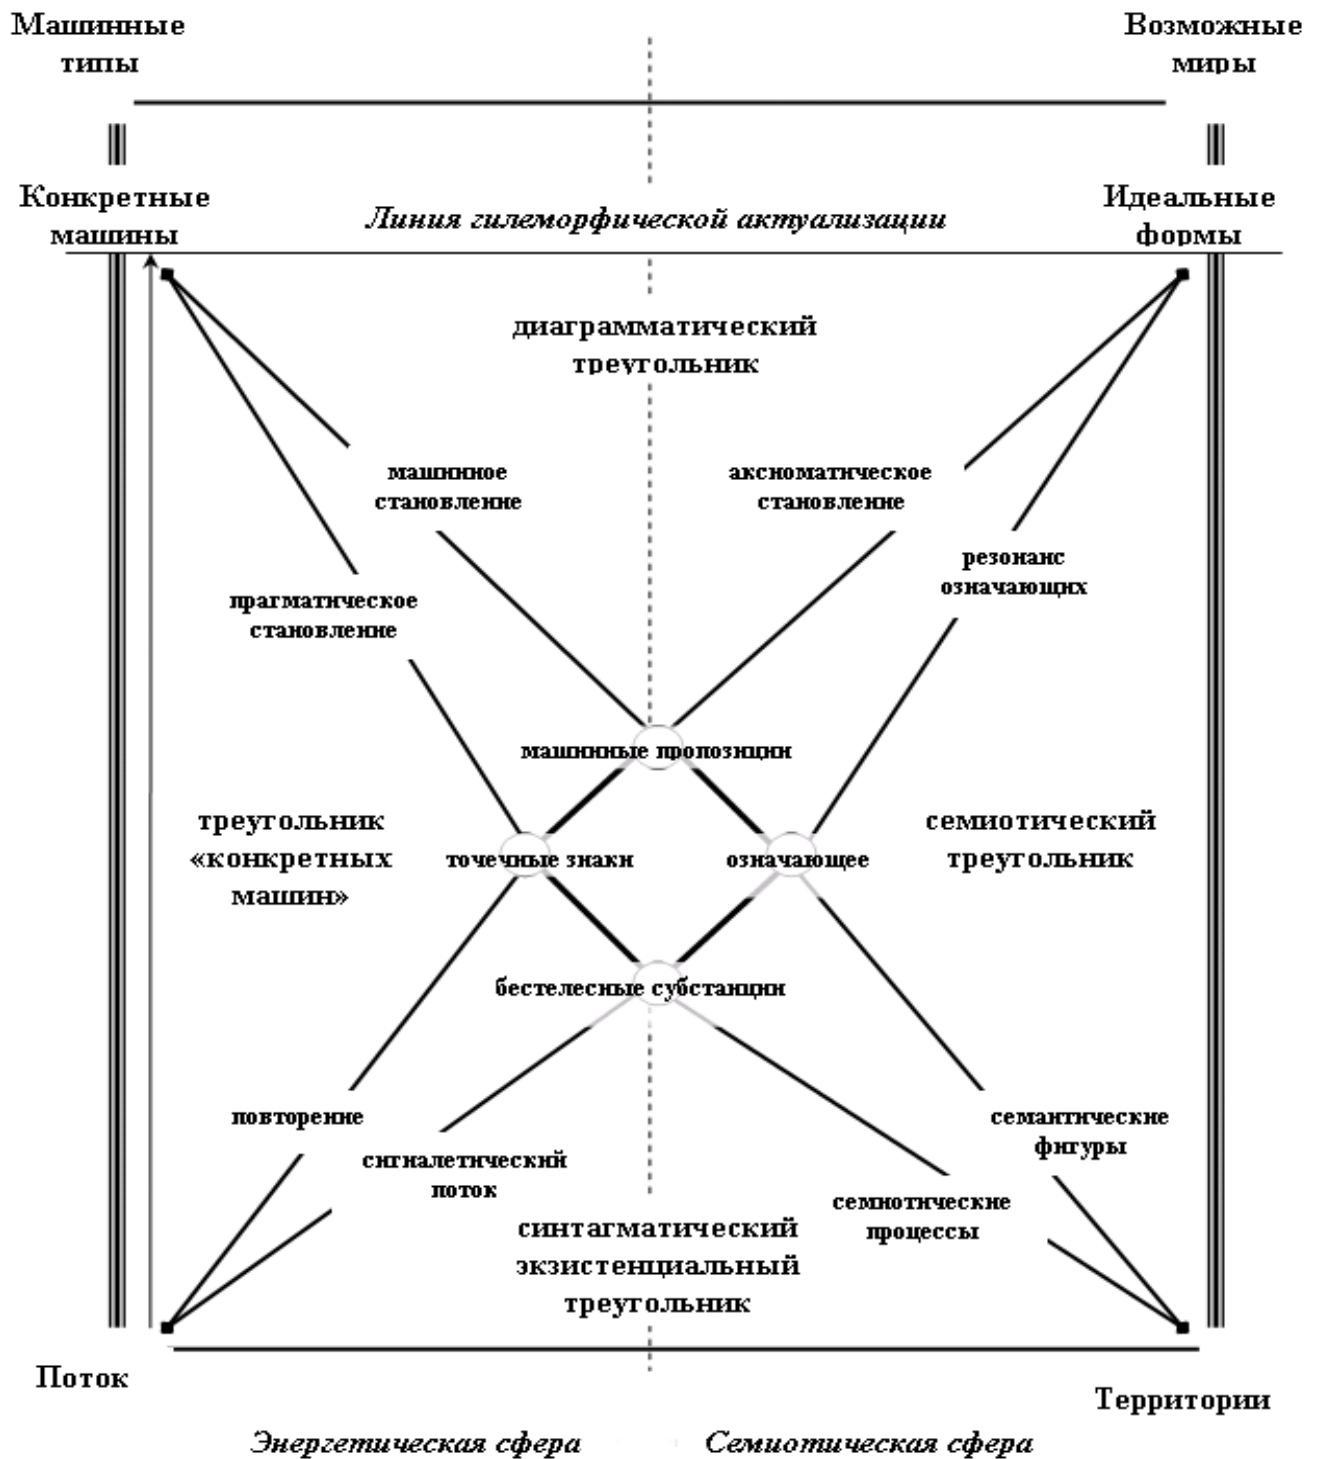 Машинные
типы
Возможные
миры
Конкретные
машины
Линия гилеморфической актуализации
Идеальные
формы
диаграмматический
треугольник
машинное
становление
аксиоматическое
становление
резонанс
означающих
прагматическое
становление
машинные пропозиции
треугольник
«конкретных
машин»
точечные знаки
означающее
семиотический
треугольник
бестелесные субстанции
повторение
семантические
фигуры
сигналетический
поток
семиотические
процессы
синтагматический
экзистенциальный
треугольник
Поток
Территории
Энергетическая сфера
Семиотическая сфера